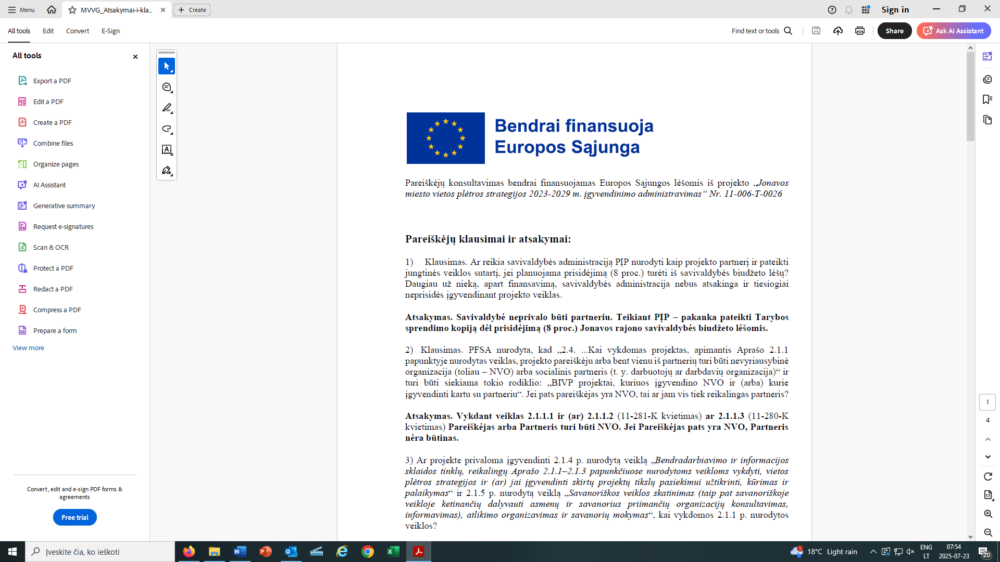 Menu
MVVG_Atsakymai-i-kla...
Create
Sign in
All tools
Edit
Convert
E-Sign
Find text or tools
Share
Ask AI Assistant
All tools
Export a PDF
Edit a PDF
Create a PDF
Combine files
Organize pages
AI Assistant
Generative summary
Request e-signatures
Scan & OCR
Protect a PDF
Redact a PDF
Compress a PDF
Prepare a form
View more
Convert, edit and e-sign PDF forms &
agreements
Free trial
Bendrai finansuoja
Europos Sąjunga
Pareiškėjų konsultavimas bendrai finansuojamas Europos Sąjungos lėšomis iš projekto „Jonavos
miesto vietos plėtros strategijos 2023-2029 m. įgyvendinimo administravimas“ Nr. 11-006-T-0026
Pareiškėjų klausimai ir atsakymai:
1) Klausimas. Ar reikia savivaldybės administraciją PĮP nurodyti kaip projekto partnerį ir pateikti
jungtinės veiklos sutartį, jei planuojama prisidėjimą (8 proc.) turėti iš savivaldybės biudžeto lėšų?
Daugiau už nieką, apart finansavimą, savivaldybės administracija nebus atsakinga ir tiesiogiai
neprisidės įgyvendinant projekto veiklas.
Atsakymas. Savivaldybė neprivalo būti partneriu. Teikiant PĮP – pakanka pateikti Tarybos
sprendimo kopiją dėl prisidėjimą (8 proc.) Jonavos rajono savivaldybės biudžeto lėšomis.
2) Klausimas. PFSA nurodyta, kad „2.4. ...Kai vykdomas projektas, apimantis Aprašo 2.1.1
papunktyje nurodytas veiklas, projekto pareiškėju arba bent vienu iš partnerių turi būti nevyriausybinė
organizacija (toliau – NVO) arba socialinis partneris (t. y. darbuotojų ar darbdavių organizacija)“ ir
turi būti siekiama tokio rodiklio: „BIVP projektai, kuriuos įgyvendino NVO ir (arba) kurie
įgyvendinti kartu su partneriu“. Jei pats pareiškėjas yra NVO, tai ar jam vis tiek reikalingas partneris?
Atsakymas. Vykdant veiklas 2.1.1.1 ir (ar) 2.1.1.2 (11-281-K kvietimas) ar 2.1.1.3 (11-280-K
kvietimas) Pareiškėjas arba Partneris turi būti NVO. Jei Pareiškėjas pats yra NVO, Partneris
nėra būtinas.
3) Ar projekte privaloma įgyvendinti 2.1.4 p. nurodytą veiklą „Bendradarbiavimo ir informacijos
sklaidos tinklų, reikalingų Aprašo 2.1.1–2.1.3 papunkčiuose nurodytoms veikloms vykdyti, vietos
plėtros strategijos ir (ar) jai įgyvendinti skirtų projektų tikslų pasiekimui užtikrinti, kūrimas ir
palaikymas“ ir 2.1.5 p. nurodytą veiklą „Savanoriškos veiklos skatinimas (taip pat savanoriškoje
veikloje ketinančių dalyvauti asmenų ir savanorius priimančių organizacijų konsultavimas,
informavimas), atlikimo organizavimas ir savanorių mokymas“, kai vykdomos 2.1.1 p. nurodytos
veiklos?
1
4
Įveskite čia, ko ieškoti
1
18°C Light rain
ENG
LT
07:54
2025-07-23
20